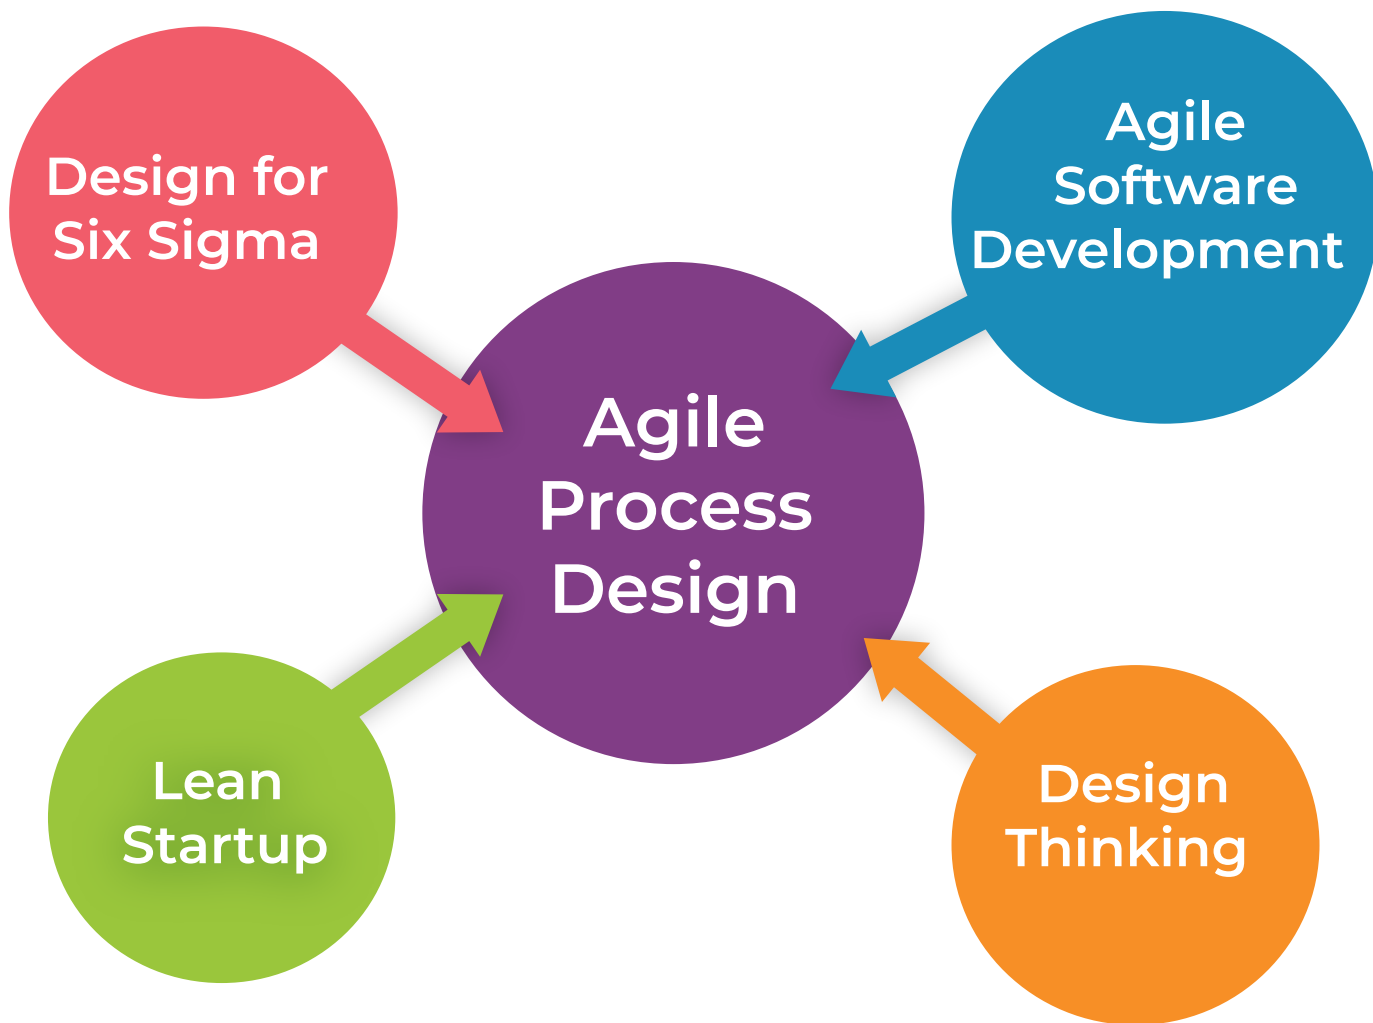 Design for
Six Sigma
Agile
Software
Development
Agile
Process
Design
Lean
Startup
Design
Thinking